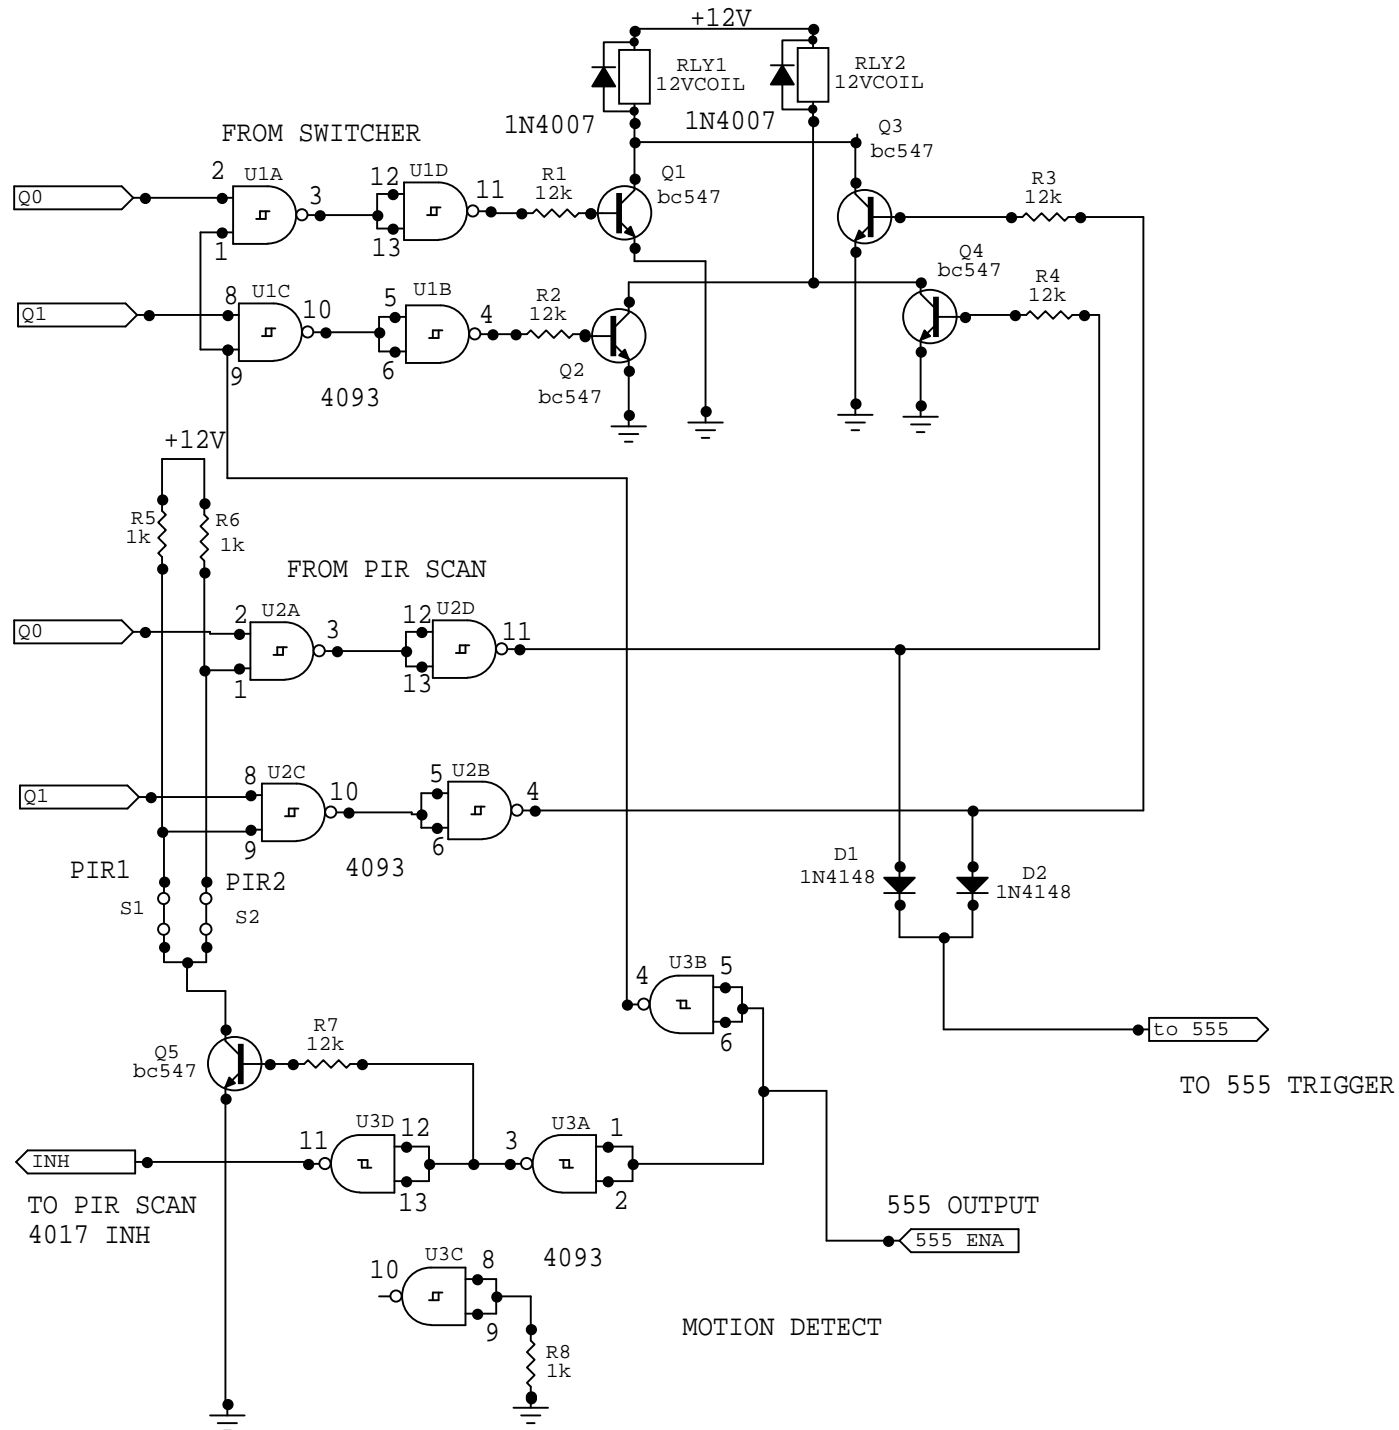 +12V
RLY1
12VCOIL
RLY2
12VCOIL
1N4007
1N4007
FROM SWITCHER
Q3
bc547
Q0
2
U1A
3
1
12
U1D
11
13
R1
12k
Q1
bc547
R3
12k
Q4
bc547
R4
12k
Q1
8
U1C
10
9
5
U1B
4
6
R2
12k
Q2
bc547
4093
+12V
R5
1k
R6
1k
FROM PIR SCAN
Q0
2
U2A
3
1
12
U2D
11
13
Q1
8
U2C
10
9
5
U2B
4
6
4093
PIR1
PIR2
S1
S2
D1
1N4148
D2
1N4148
4
U3B
5
6
to 555
TO 555 TRIGGER
Q5
bc547
R7
12k
11
U3D
12
13
3
U3A
1
2
INH
TO PIR SCAN
4017 INH
555 OUTPUT
555 ENA
4093
10
U3C
8
9
R8
1k
MOTION DETECT